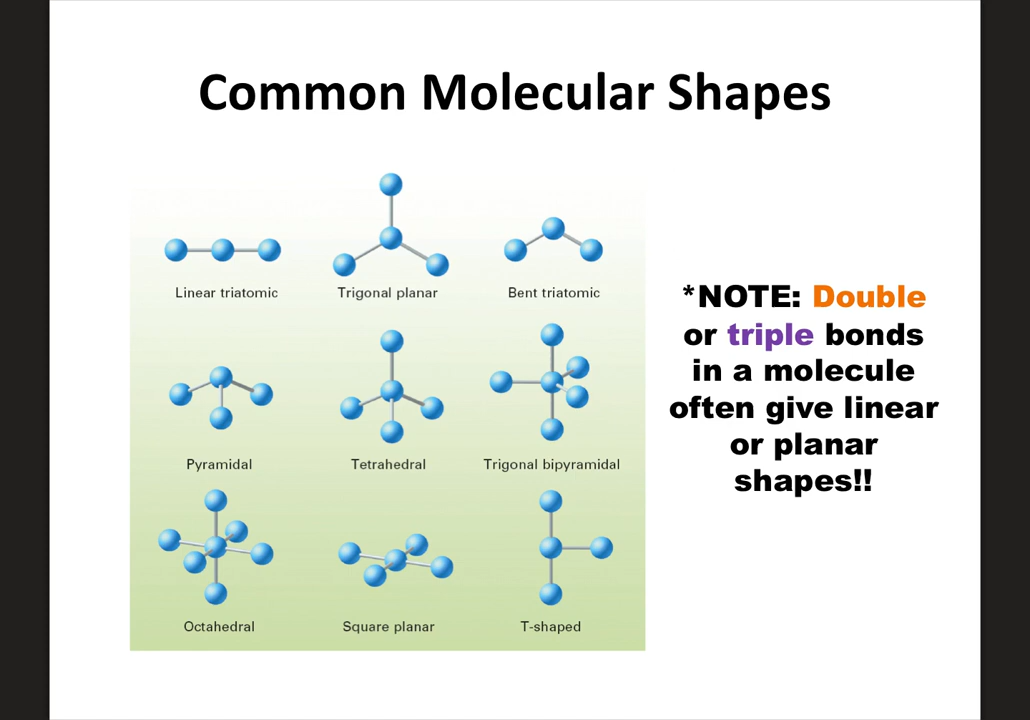 Common Molecular Shapes
Linear triatomic
Trigonal planar
Bent triatomic
Pyramidal
Tetrahedral
Trigonal bipyramidal
Octahedral
Square planar
T-shaped
*NOTE: Double
or triple bonds
in a molecule
often give linear
or planar
shapes!!